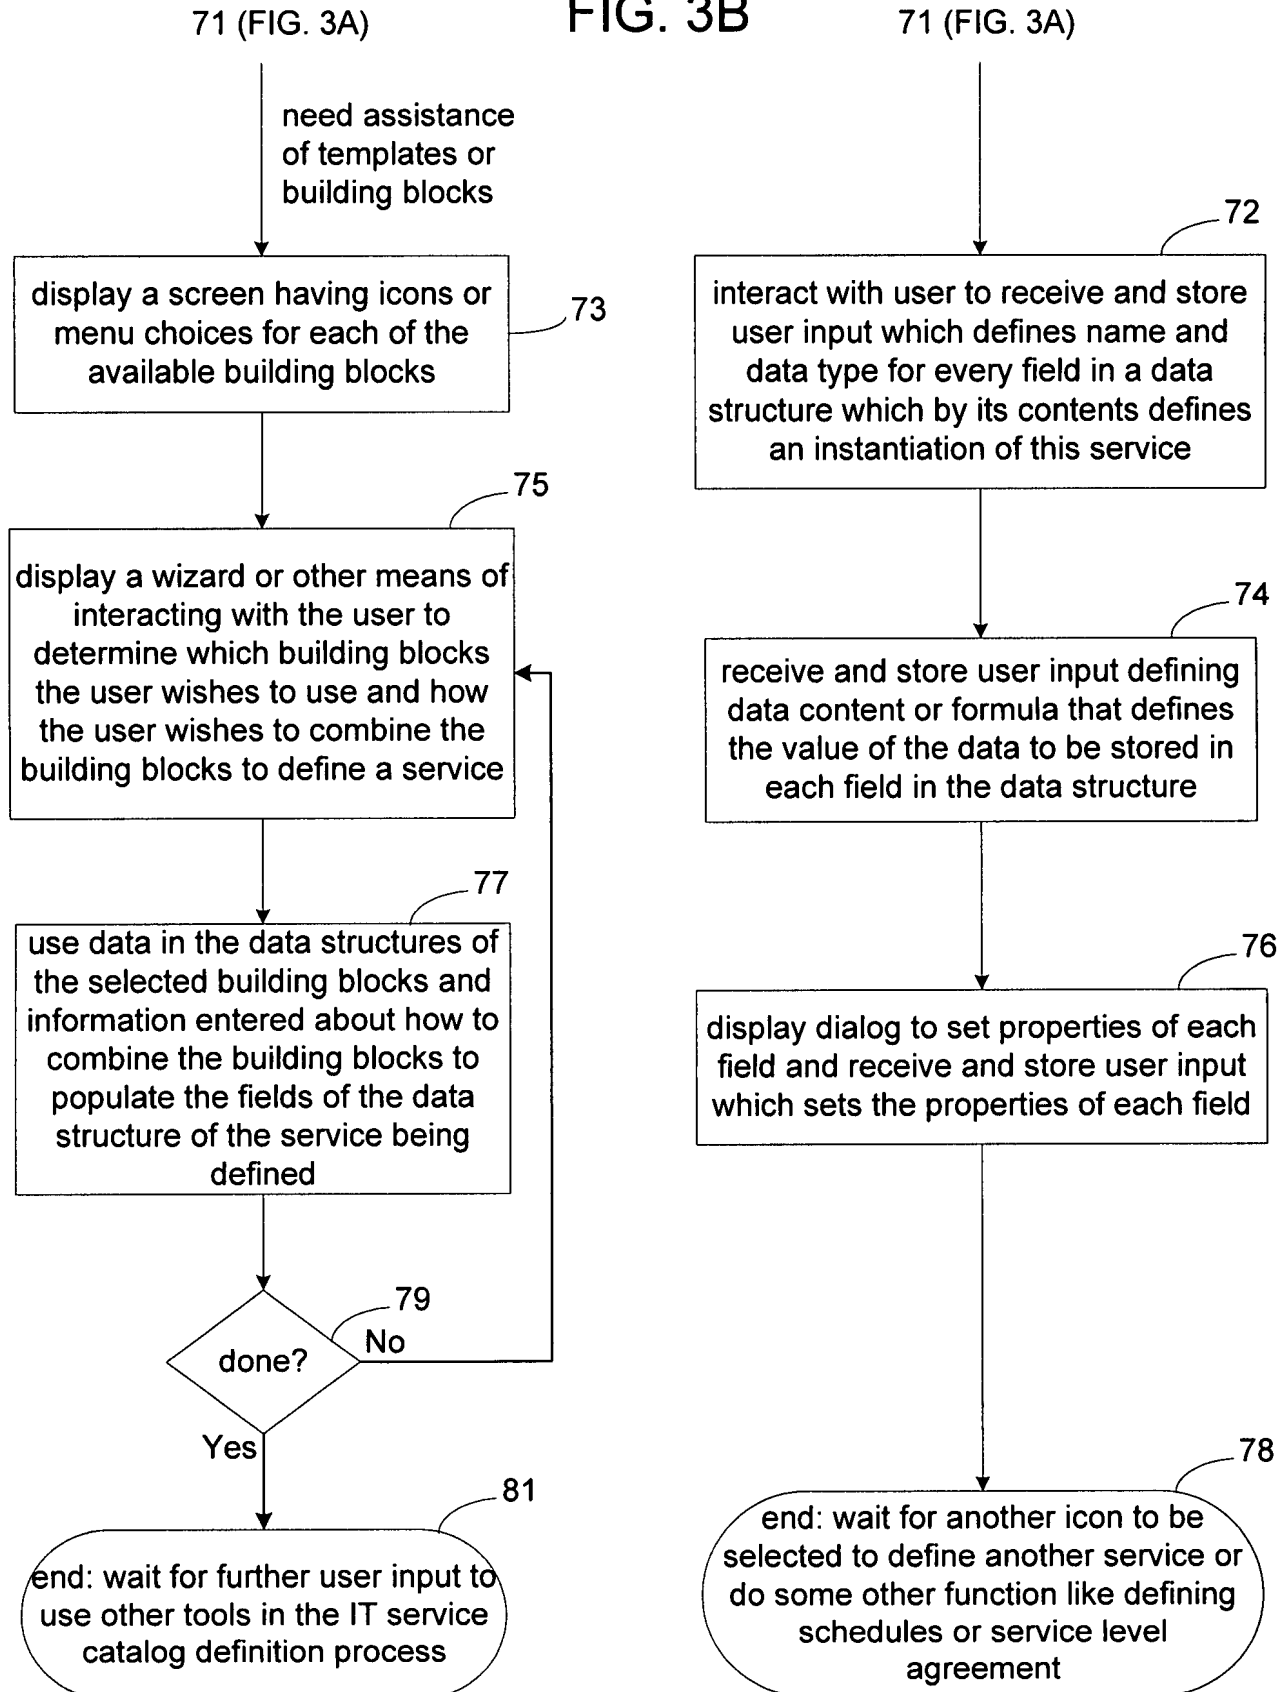 71 (FIG. 3A)
FIG. 3B
71 (FIG. 3A)
need assistance
of templates or
building blocks
73
display a screen having icons or
menu choices for each of the
available building blocks
75
display a wizard or other means of
interacting with the user to
determine which building blocks
the user wishes to use and how
the user wishes to combine the
building blocks to define a service
77
use data in the data structures of
the selected building blocks and
information entered about how to
combine the building blocks to
populate the fields of the data
structure of the service being
defined
79
done?
No
Yes
81
end: wait for further user input to
use other tools in the IT service
catalog definition process
72
interact with user to receive and store
user input which defines name and
data type for every field in a data
structure which by its contents defines
an instantiation of this service
74
receive and store user input defining
data content or formula that defines
the value of the data to be stored in
each field in the data structure
76
display dialog to set properties of each
field and receive and store user input
which sets the properties of each field
78
end: wait for another icon to be
selected to define another service or
do some other function like defining
schedules or service level
agreement